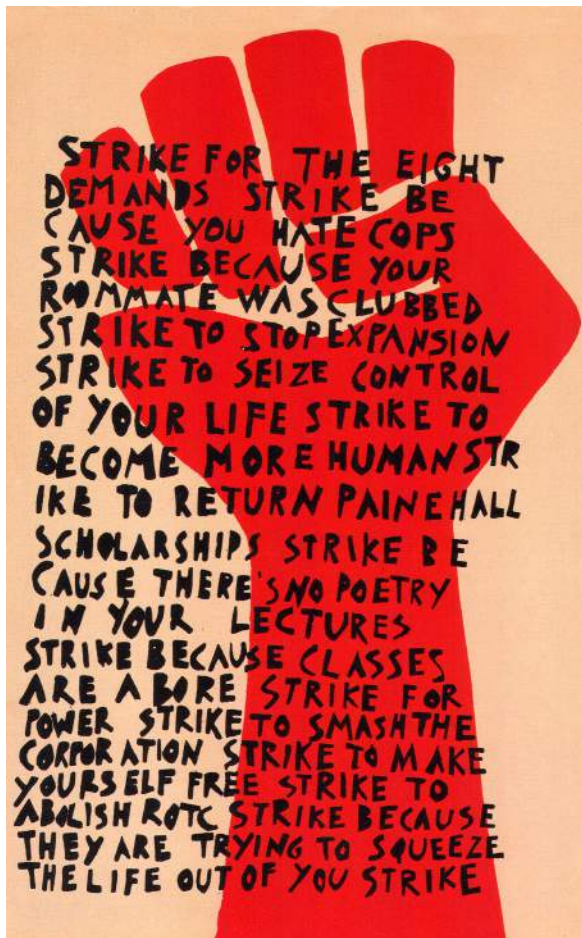 STRIKE FOR THE EIGHT
DEMANDS STRIKE BE
CAUSE YOU HATE COPS
STRIKE BECAUSE YOUR
ROOMMATE WAS CLUBBED
STRIKE TO STOP EXPANSION
STRIKE TO SEIZE CONTROL
OF YOUR LIFE STRIKE TO
BECOME MORE HUMAN STR
IKE TO RETURN PAINE HALL
SCHOLARSHIPS STRIKE BE
CAUSE THERE'S NO POETRY
IN YOUR LECTURES
STRIKE BECAUSE CLASSES
ARE A BORE STRIKE FOR
POWER STRIKE TO SMASH THE
CORPORATION STRIKE TO MAKE
YOURSELF FREE STRIKE TO
ABOLISH ROTC STRIKE BECAUSE
THEY ARE TRYING TO SQUEEZE
THE LIFE OUT OF YOU STRIKE